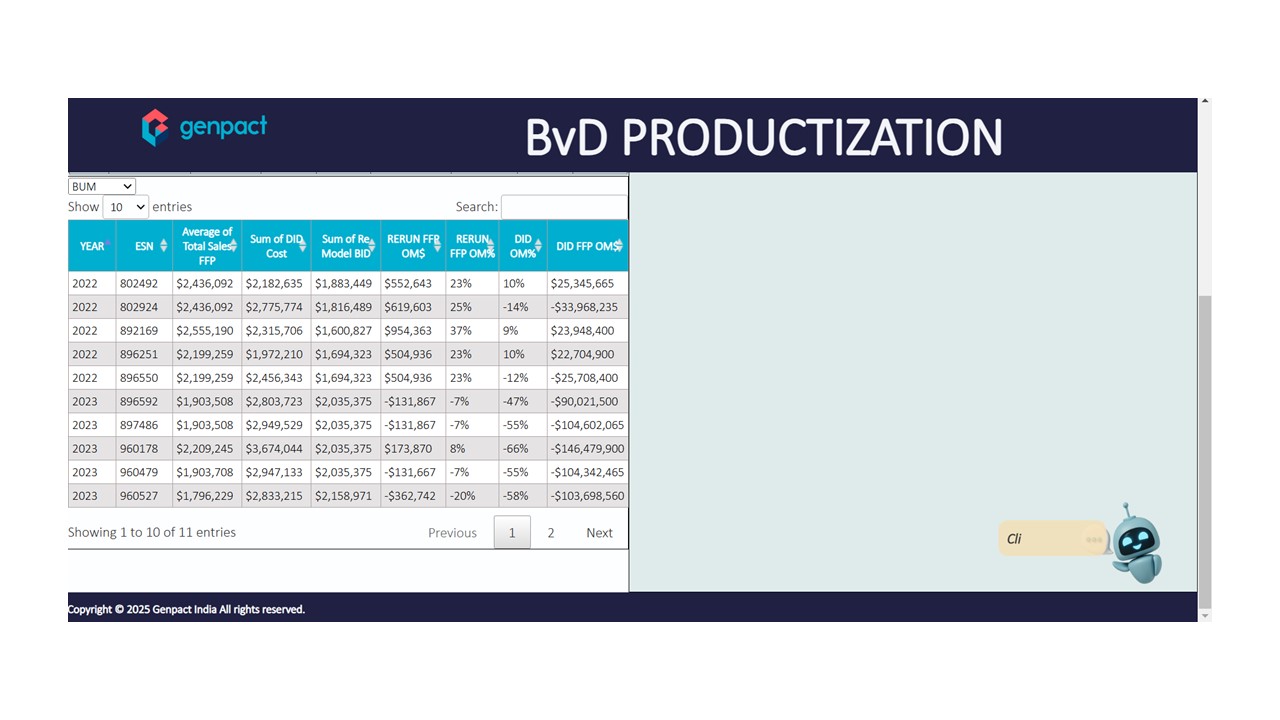 genpact
BvD PRODUCTIZATION
BUM
Show 10 entries
Search:
YEAR ESN Average of Total Sales FFP Sum of DID Cost Sum of Re Model BID RERUN FFP OM$ RERUN FFP OM% DID OM% DID FFP OM$
2022 802492 $2,436,092 $2,182,635 $1,883,449 $552,643 23% 10% $25,345,665
2022 802924 $2,436,092 $2,775,774 $1,816,489 $619,603 25% -14% -$33,968,235
2022 892169 $2,555,190 $2,315,706 $1,600,827 $954,363 37% 9% $23,948,400
2022 896251 $2,199,259 $1,972,210 $1,694,323 $504,936 23% 10% $22,704,900
2022 896550 $2,199,259 $2,456,343 $1,694,323 $504,936 23% -12% -$25,708,400
2023 896592 $1,903,508 $2,803,723 $2,035,375 -$131,867 -7% -47% -$90,021,500
2023 897486 $1,903,508 $2,949,529 $2,035,375 -$131,867 -7% -55% -$104,602,065
2023 960178 $2,209,245 $3,674,044 $2,035,375 $173,870 8% -66% -$146,479,900
2023 960479 $1,903,708 $2,947,133 $2,035,375 -$131,667 -7% -55% -$104,342,465
2023 960527 $1,796,229 $2,833,215 $2,158,971 -$362,742 -20% -58% -$103,698,560
Showing 1 to 10 of 11 entries
Previous 1 2 Next
Cli
Copyright © 2025 Genpact India All rights reserved.